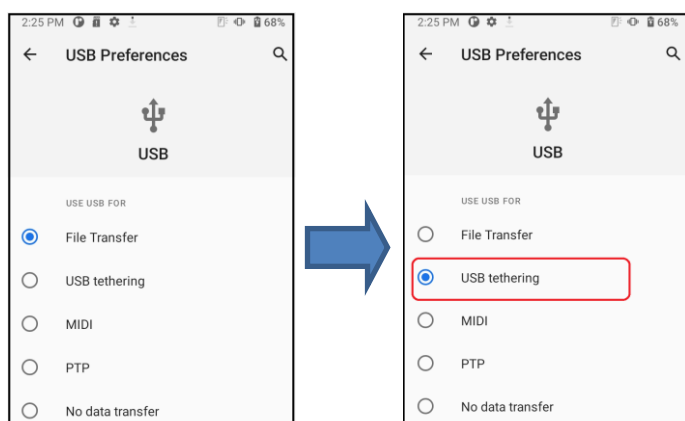 2:25 PM 68%
USB Preferences
USB
USE USB FOR
File Transfer
USB tethering
MIDI
PTP
No data transfer
2:25 PM 68%
USB Preferences
USB
USE USB FOR
File Transfer
USB tethering
MIDI
PTP
No data transfer